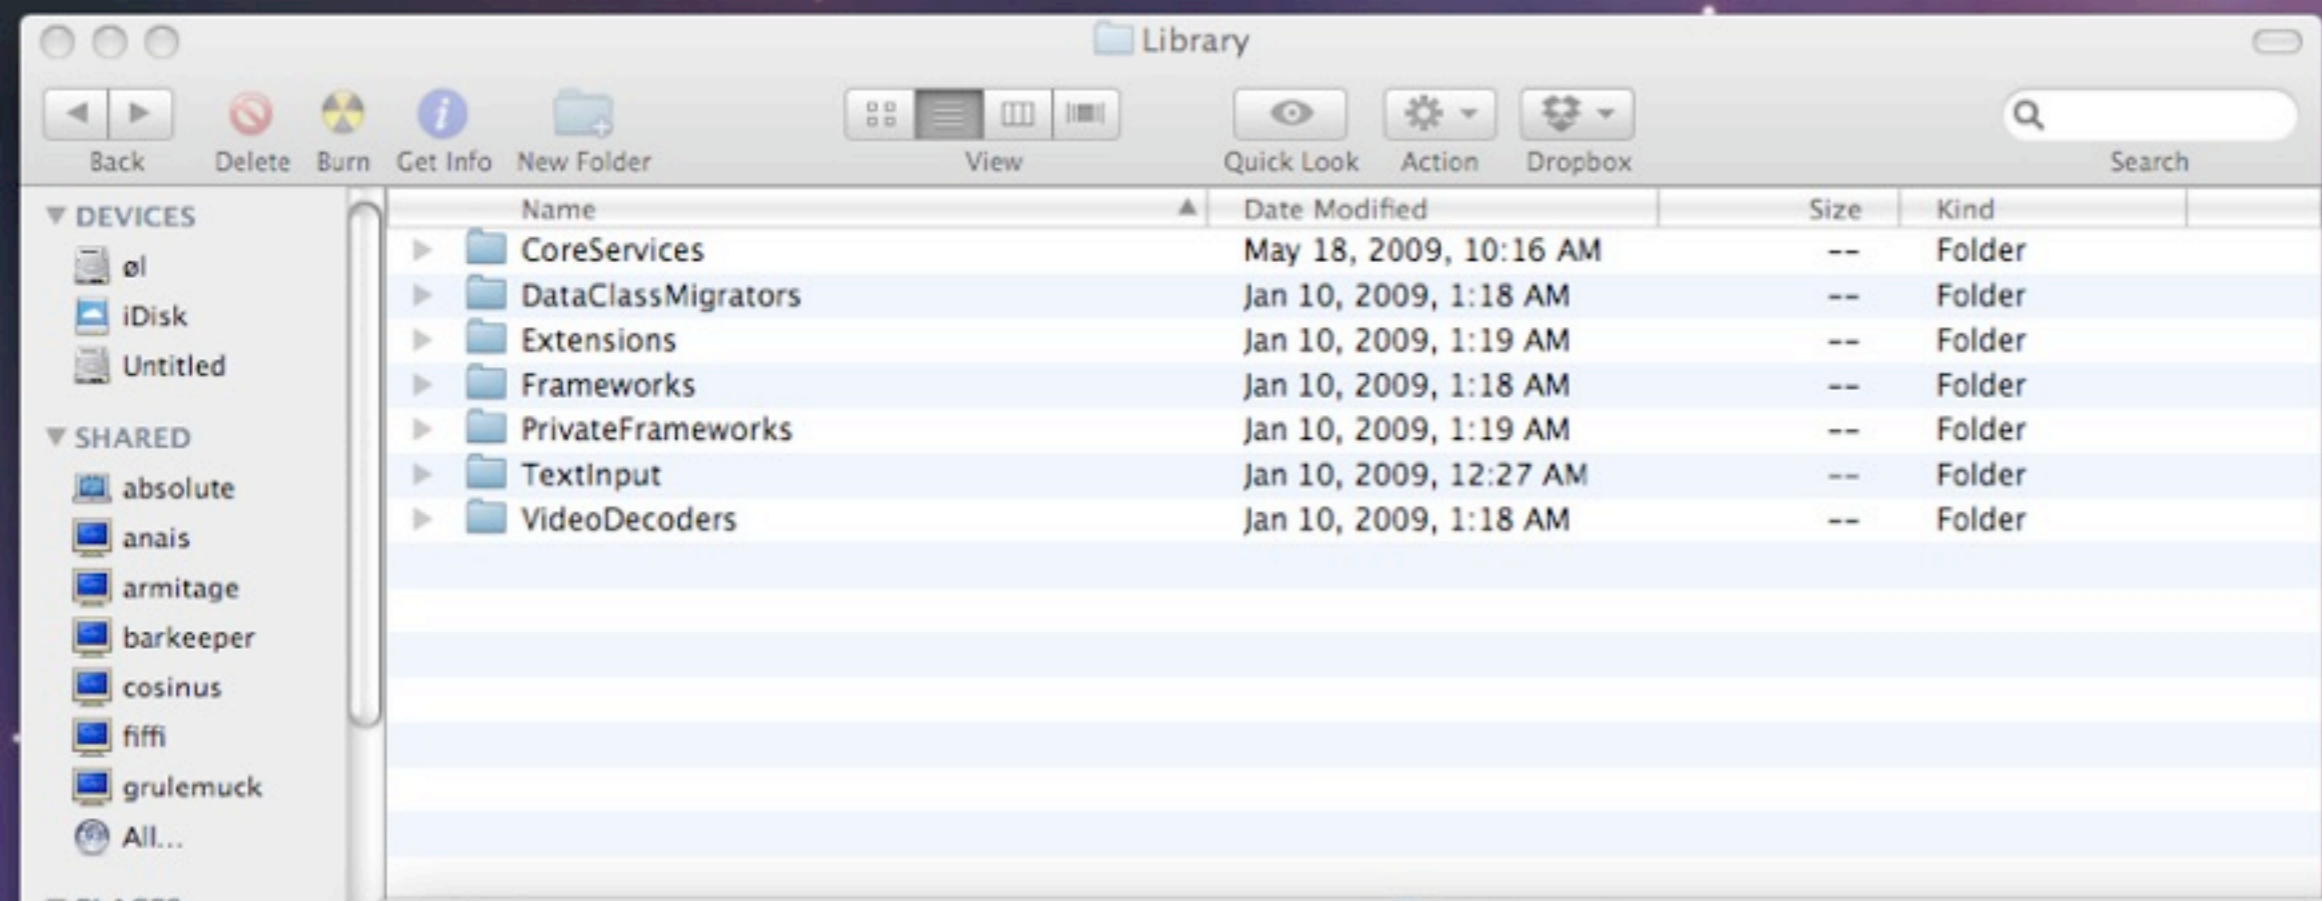 Library
Back Delete Burn Get Info New Folder View Quick Look Action Dropbox Search
DEVICES
øl
iDisk
Untitled
SHARED
absolute
anais
armitage
barkeeper
cosinus
fiffi
grulemuck
All...
Name Date Modified Size Kind
CoreServices May 18, 2009, 10:16 AM -- Folder
DataClassMigrators Jan 10, 2009, 1:18 AM -- Folder
Extensions Jan 10, 2009, 1:19 AM -- Folder
Frameworks Jan 10, 2009, 1:18 AM -- Folder
PrivateFrameworks Jan 10, 2009, 1:19 AM -- Folder
TextInput Jan 10, 2009, 12:27 AM -- Folder
VideoDecoders Jan 10, 2009, 1:18 AM -- Folder